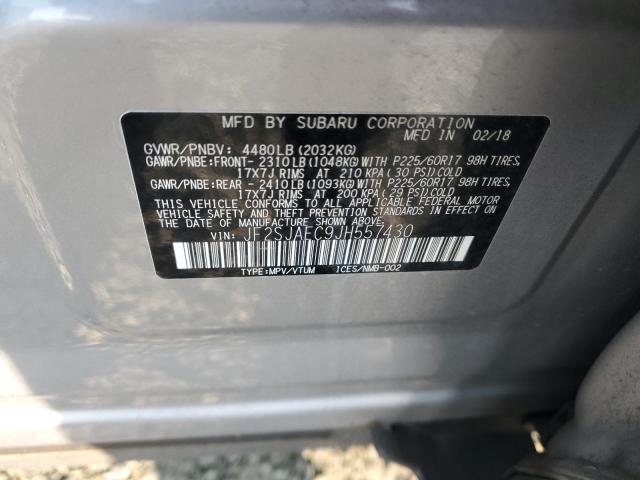 MFD BY SUBARU CORPORATION
MFD IN 02/18
GVWR/PNBV: 4480LB (2032KG)
GAWR/PNBE:FRONT- 2310LB (1048KG) WITH P225/60R17 98H TIRES,
17X7J RIMS AT 210 KPA (30 PSI) COLD
GAWR/PNBE:REAR - 2410LB (1093KG) WITH P225/60R17 98H TIRES,
17X7J RIMS AT 200 KPA (29 PSI) COLD
THIS VEHICLE CONFORMS TO ALL APPLICABLE FEDERAL MOTOR
VEHICLE SAFETY, BUMPER, AND THEFT PREVENTION STANDARDS
IN EFFECT ON THE DATE OF MANUFACTURE SHOWN ABOVE.
VIN: JF2SJAEC9JH557430
TYPE:MPV/VTUM ICES/NMB-002